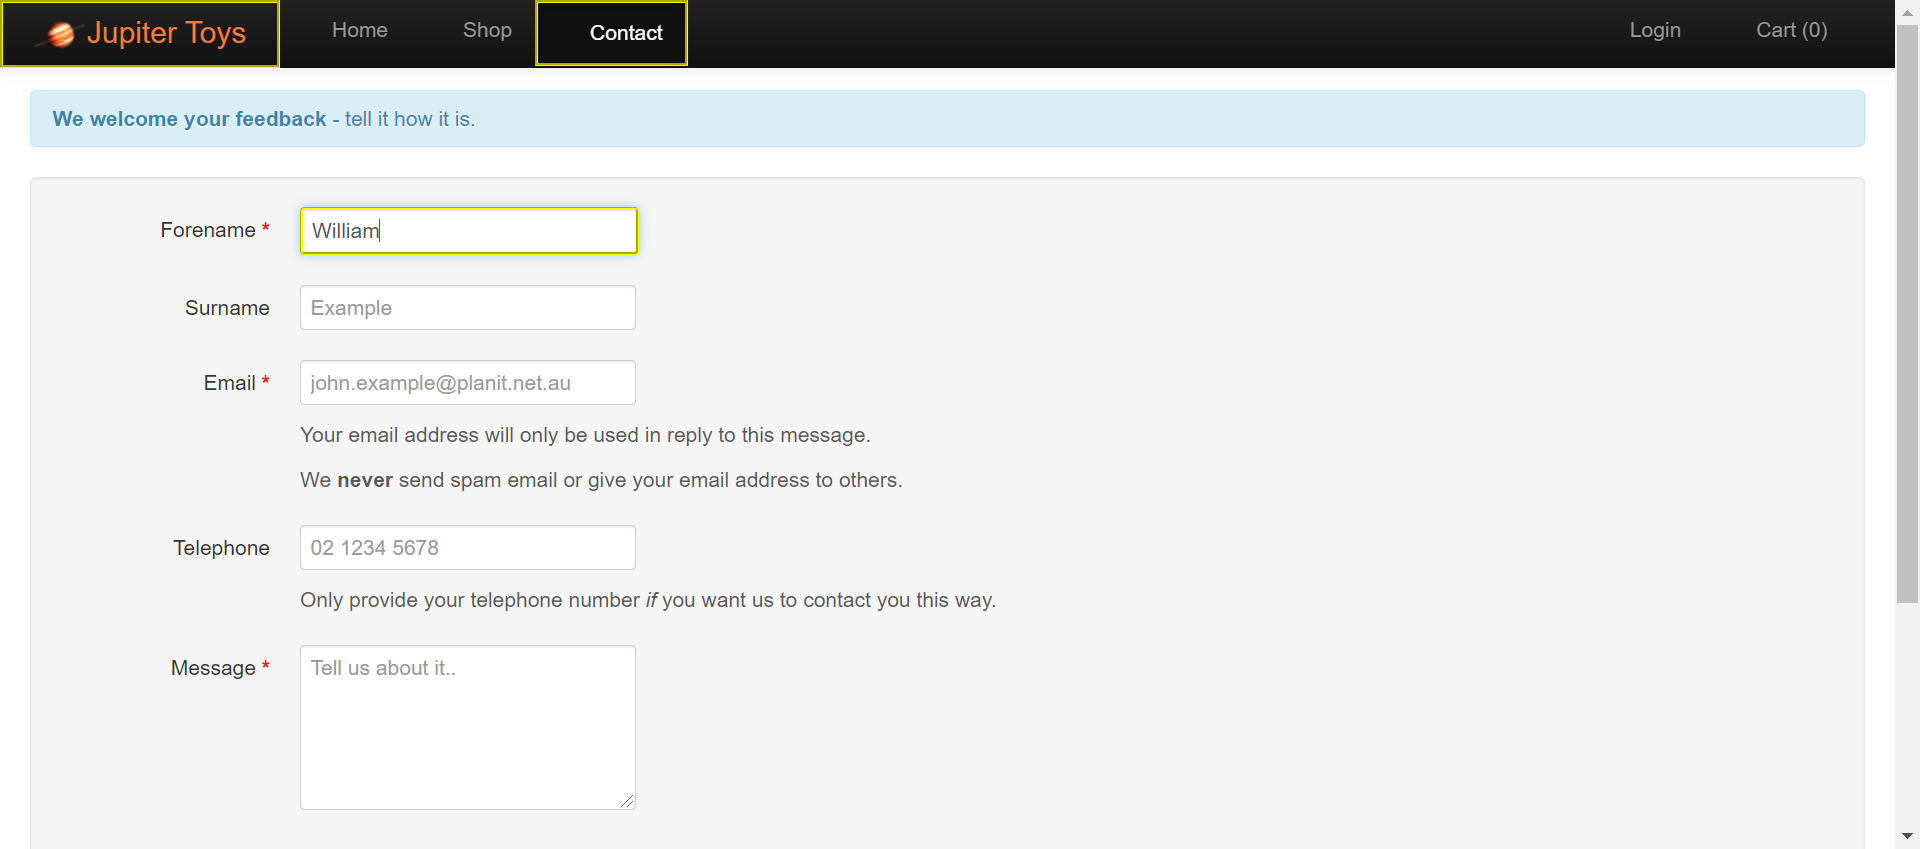 Jupiter Toys Home Shop Contact Login Cart (0)
We welcome your feedback - tell it how it is.
Forename * William
Surname Example
Email * john.example@planit.net.au
Your email address will only be used in reply to this message.
We never send spam email or give your email address to others.
Telephone 02 1234 5678
Only provide your telephone number if you want us to contact you this way.
Message * Tell us about it..